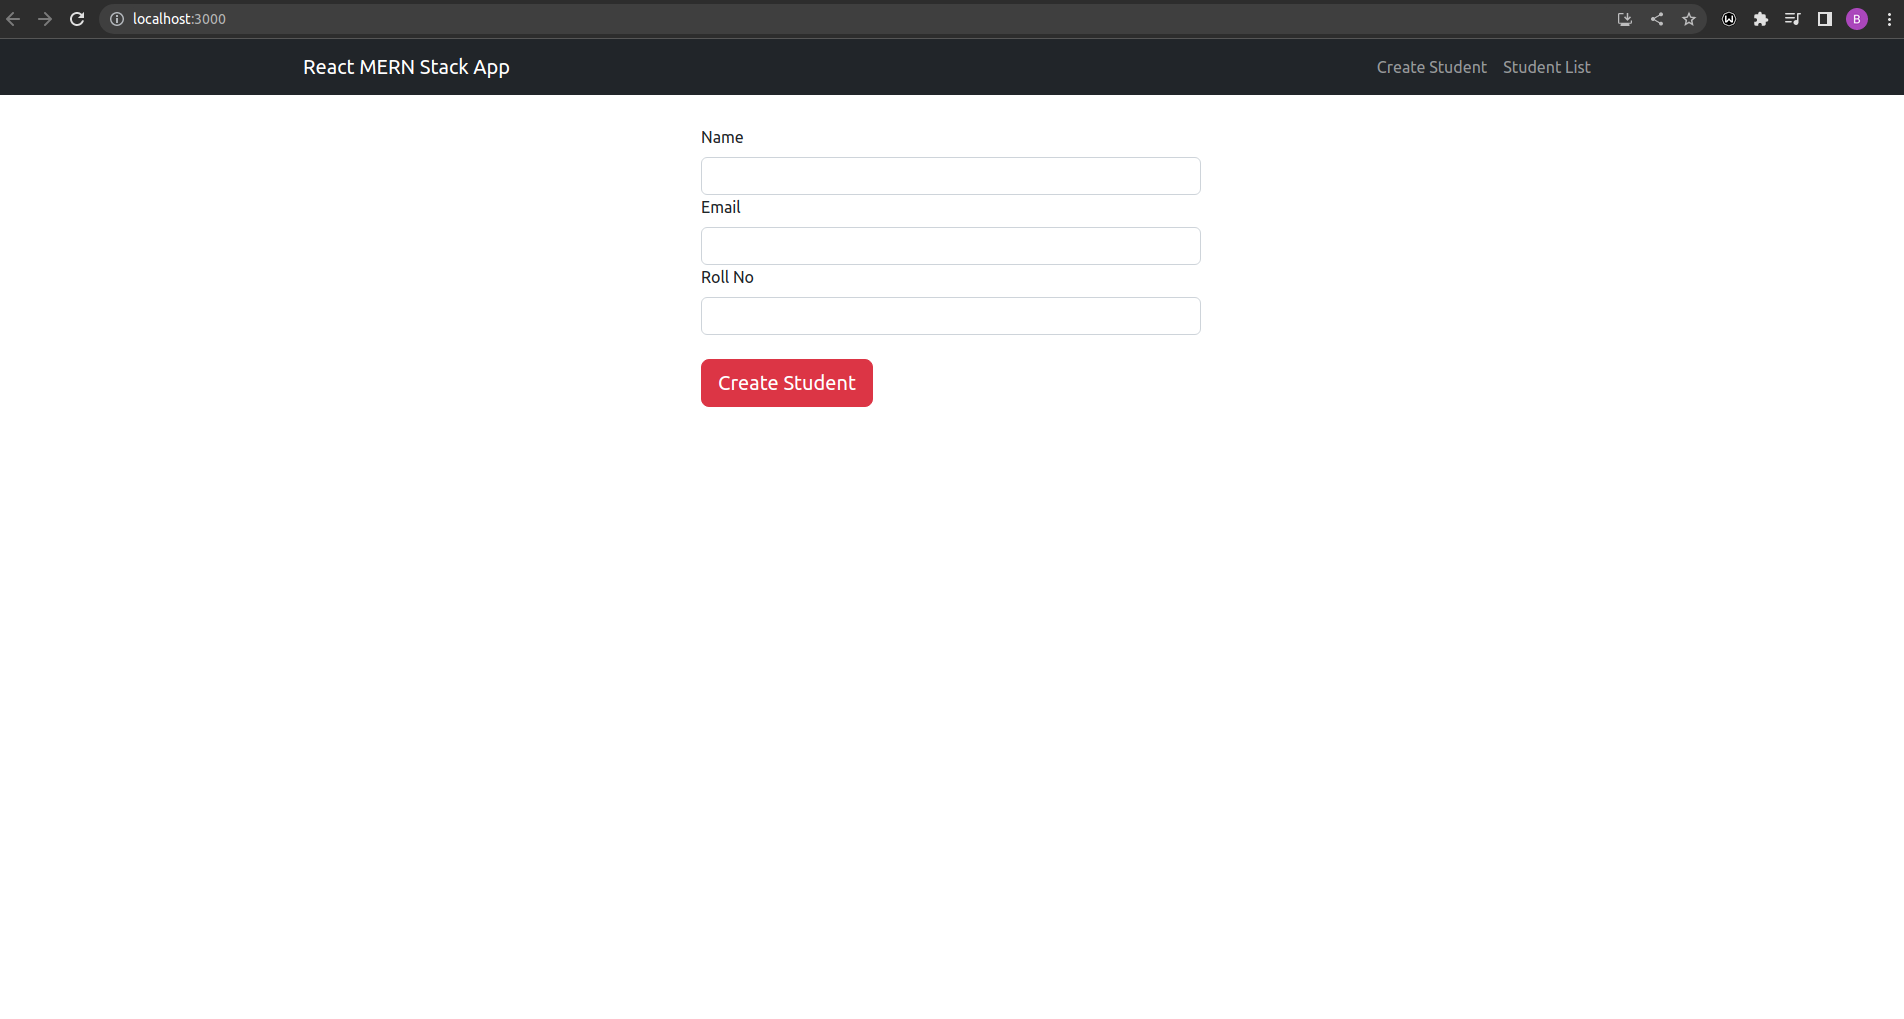 localhost:3000
B
React MERN Stack App
Create Student Student List
Name
Email
Roll No
Create Student